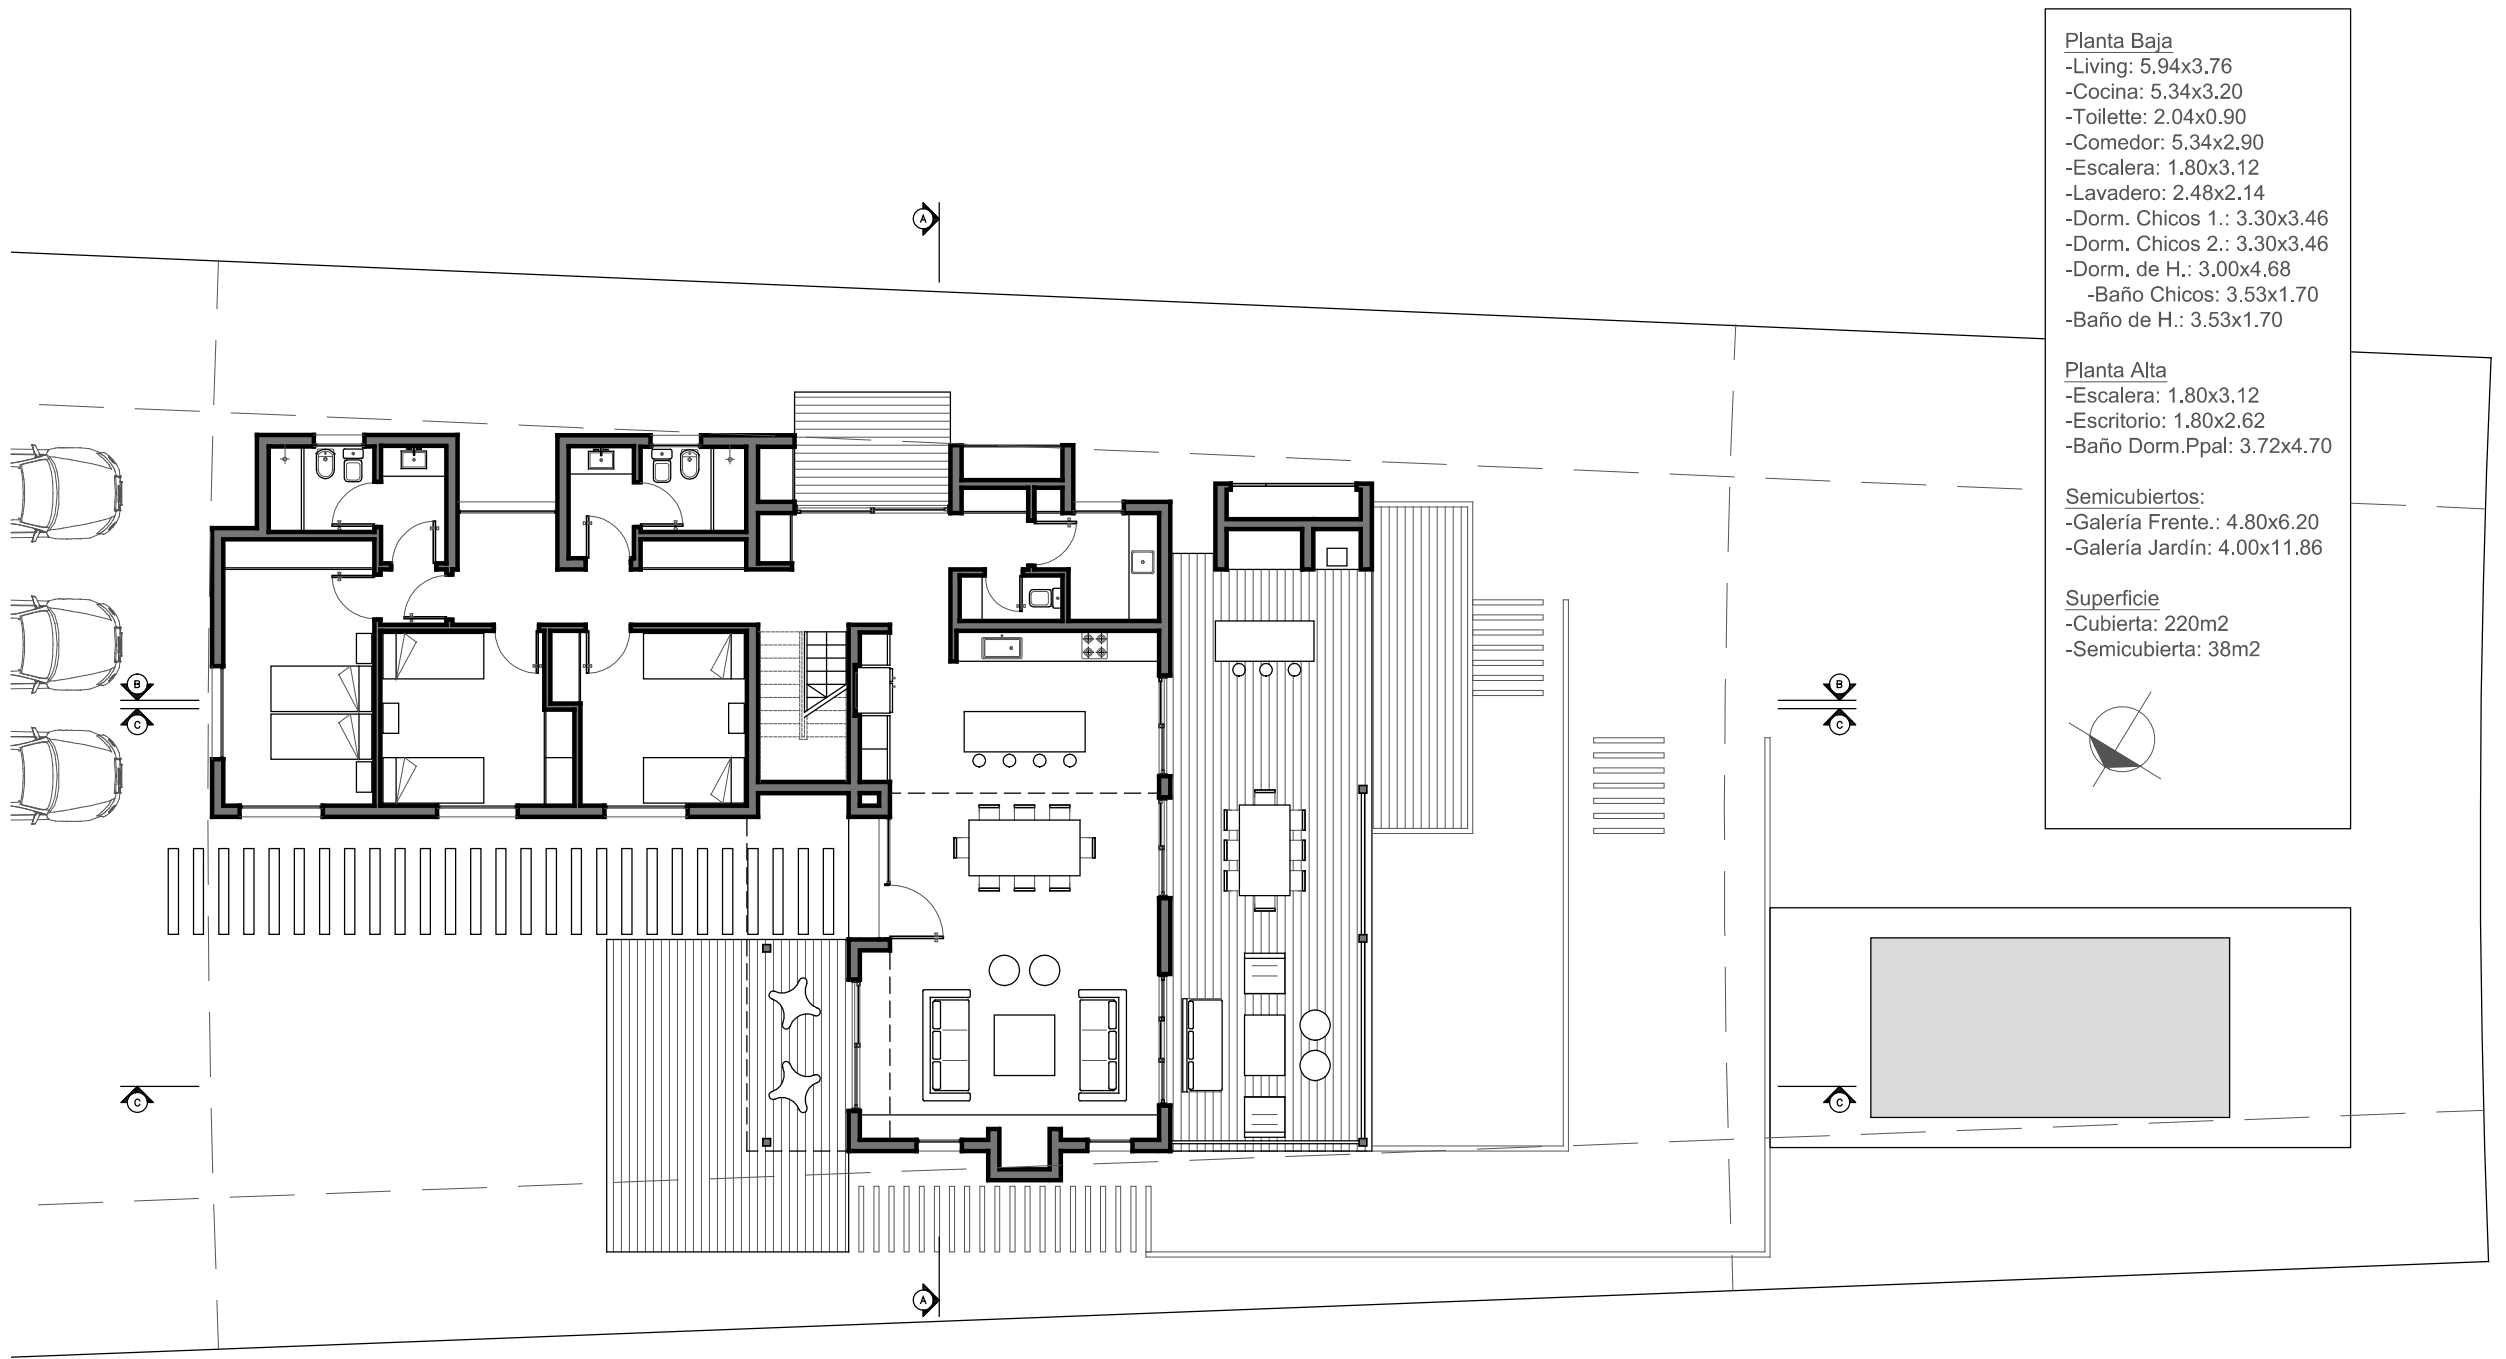 Planta Baja
-Living: 5.94x3.76
-Cocina: 5.34x3.20
-Toilette: 2.04x0.90
-Comedor: 5.34x2.90
-Escalera: 1.80x3.12
-Lavadero: 2.48x2.14
-Dorm. Chicos 1.: 3.30x3.46
-Dorm. Chicos 2.: 3.30x3.46
-Dorm. de H.: 3.00x4.68
-Baño Chicos: 3.53x1.70
-Baño de H.: 3.53x1.70
Planta Alta
-Escalera: 1.80x3.12
-Escritorio: 1.80x2.62
-Baño Dorm.Ppal: 3.72x4.70
Semicubiertos:
-Galería Frente.: 4.80x6.20
-Galería Jardín: 4.00x11.86
Superficie
-Cubierta: 220m2
-Semicubierta: 38m2
A
B
C
B
C
C
C
A